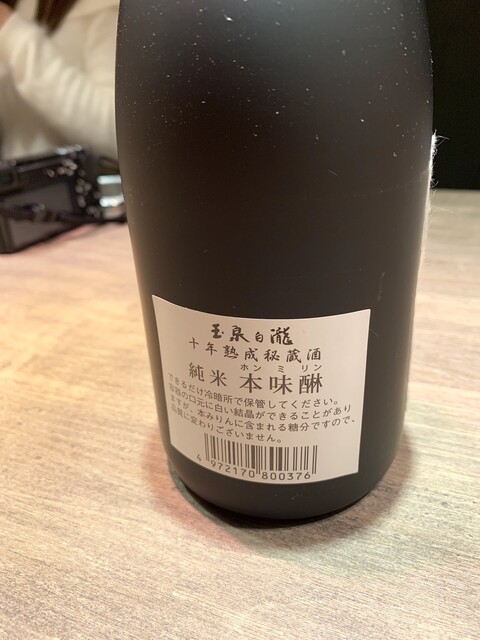 玉泉白瀧
十年熟成秘蔵酒
ホン ミ リン
純米 本味醂
できるだけ冷暗所で保管してください。
容器の口元に白い結晶ができることがあり
ますが、本みりんに含まれる糖分ですので、
品質に変わりございません。
4 972170 800376